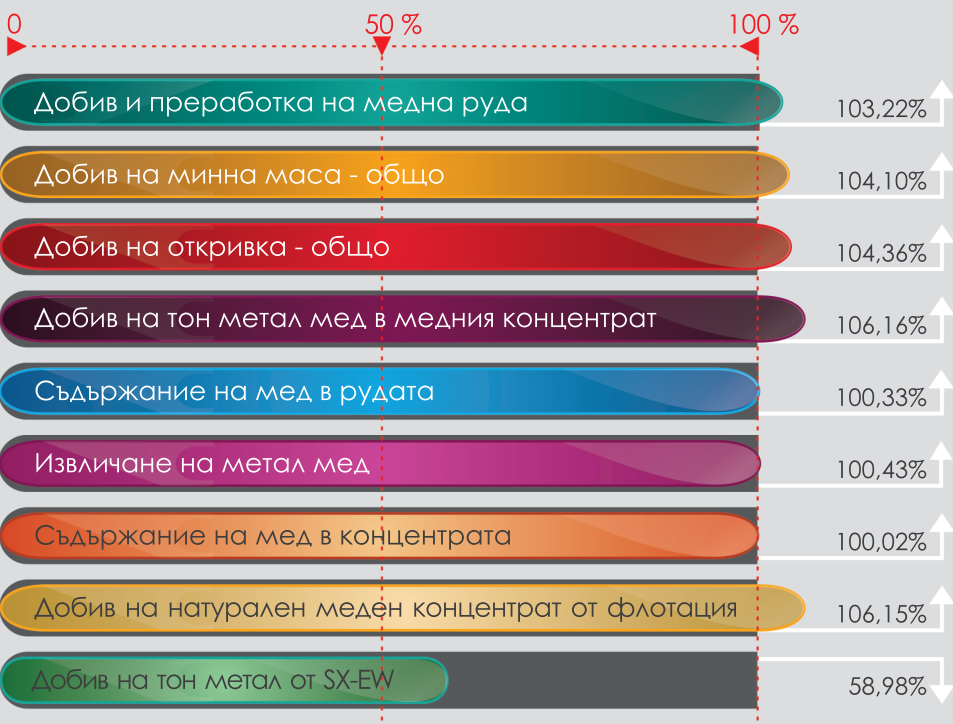 0 50 % 100 %
Добив и преработка на медна руда 103,22%
Добив на минна маса - общо 104,10%
Добив на откривка - общо 104,36%
Добив на тон метал мед в медния концентрат 106,16%
Съдържание на мед в рудата 100,33%
Извличане на метал мед 100,43%
Съдържание на мед в концентрата 100,02%
Добив на натурален меден концентрат от флотация 106,15%
Добив на тон метал от SX-EW 58,98%